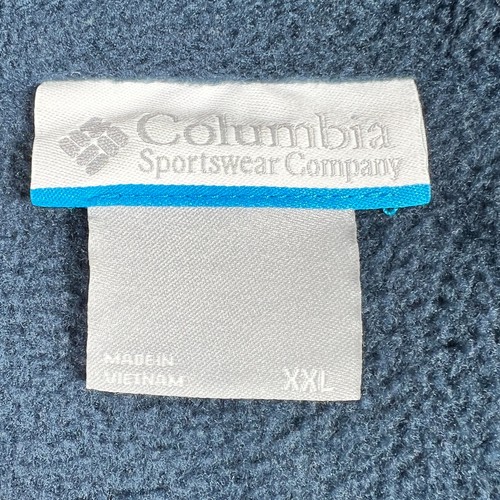 Columbia
Sportswear Company
MADE IN
VIETNAM
XXL